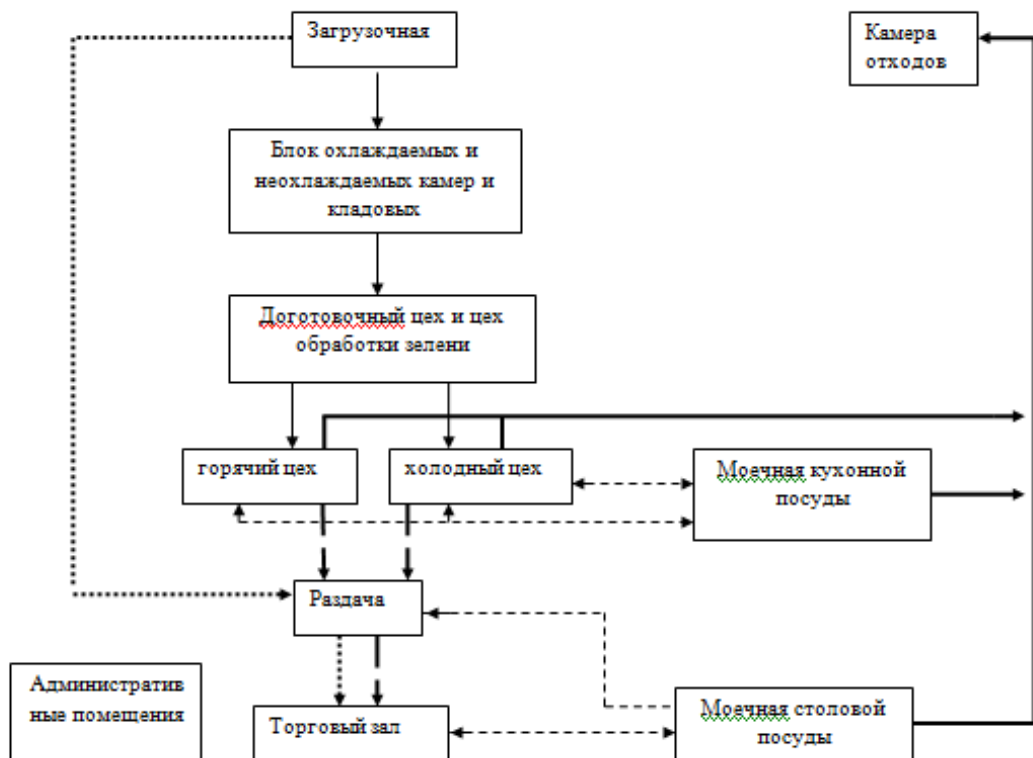 Загрузочная
Камера
отходов
Блок охлаждаемых и
неохлаждаемых камер и
кладовых
Доготовочный цех и цех
обработки зелени
горячий цех
холодный цех
Моечная кухонной
посуды
Раздача
Административ
ные помещения
Торговый зал
Моечная столовой
посуды